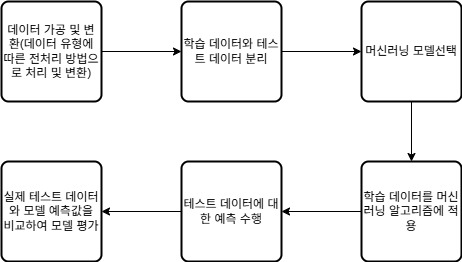 데이터 가공 및 변
환(데이터 유형에
따른 전처리 방법으
로 처리 및 변환)
학습 데이터와 테스
트 데이터 분리
머신러닝 모델선택
학습 데이터를 머신
러닝 알고리즘에 적
용
테스트 데이터에 대
한 예측 수행
실제 테스트 데이터
와 모델 예측값을
비교하여 모델 평가